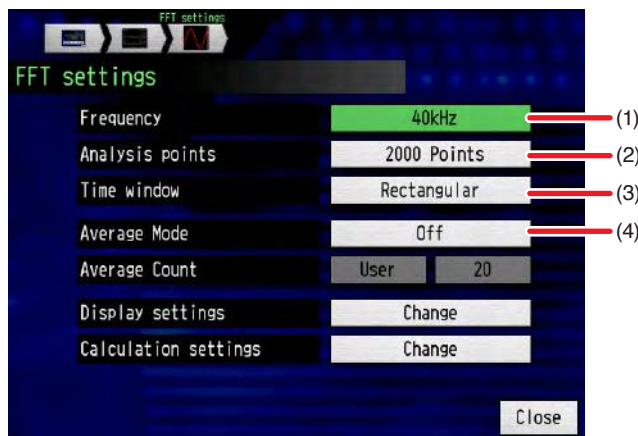 FFT settings
FFT settings
Frequency 40kHz (1)
Analysis points 2000 Points (2)
Time window Rectangular (3)
Average Mode Off (4)
Average Count User 20
Display settings Change
Calculation settings Change
Close